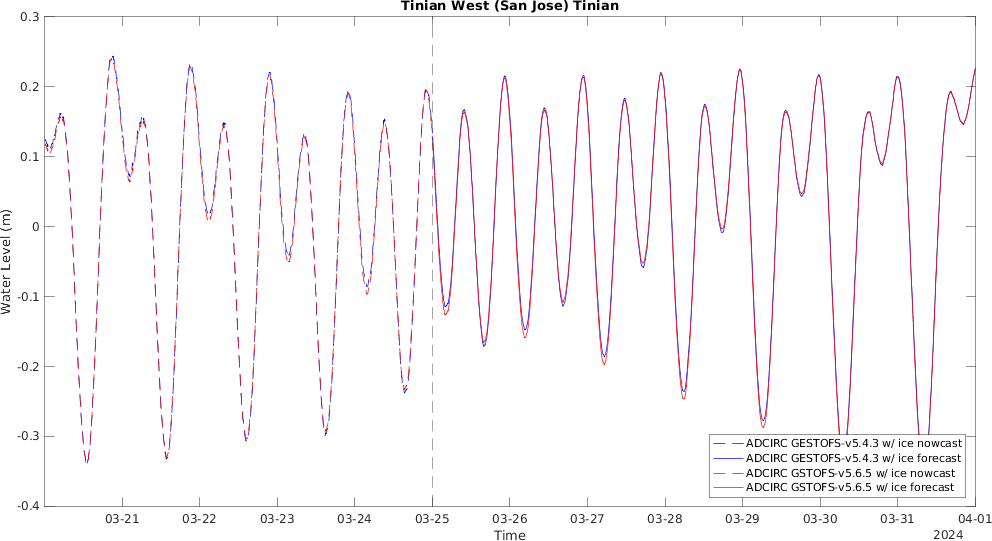 Tinian West (San Jose) Tinian
Water Level (m)
0.3
0.2
0.1
0
-0.1
-0.2
-0.3
-0.4
ADCIRC GESTOFS-v5.4.3 w/ ice nowcast
ADCIRC GESTOFS-v5.4.3 w/ ice forecast
ADCIRC GSTOFS-v5.6.5 w/ ice nowcast
ADCIRC GSTOFS-v5.6.5 w/ ice forecast
03-21 03-22 03-23 03-24 03-25 03-26 03-27 03-28 03-29 03-30 03-31 04-01
Time
2024